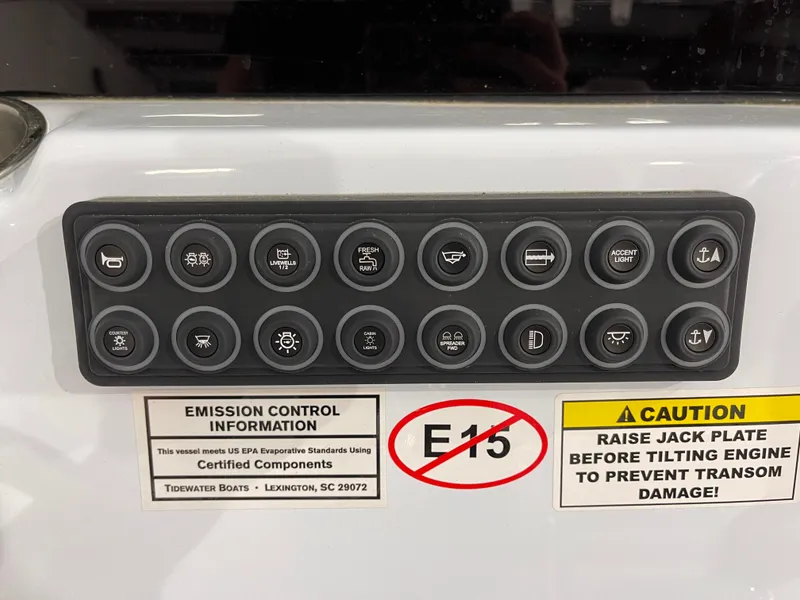 LIVEWELLS
1/3
FRESH
RAW
ACCENT
LIGHT
COURTESY
LIGHTS
CABIN
LIGHTS
SPREADER
FWD
EMISSION CONTROL
INFORMATION
This vessel meets US EPA Evaporative Standards Using
Certified Components
TIDEWATER BOATS • LEXINGTON, SC 29072
E15
CAUTION
RAISE JACK PLATE
BEFORE TILTING ENGINE
TO PREVENT TRANSOM
DAMAGE!